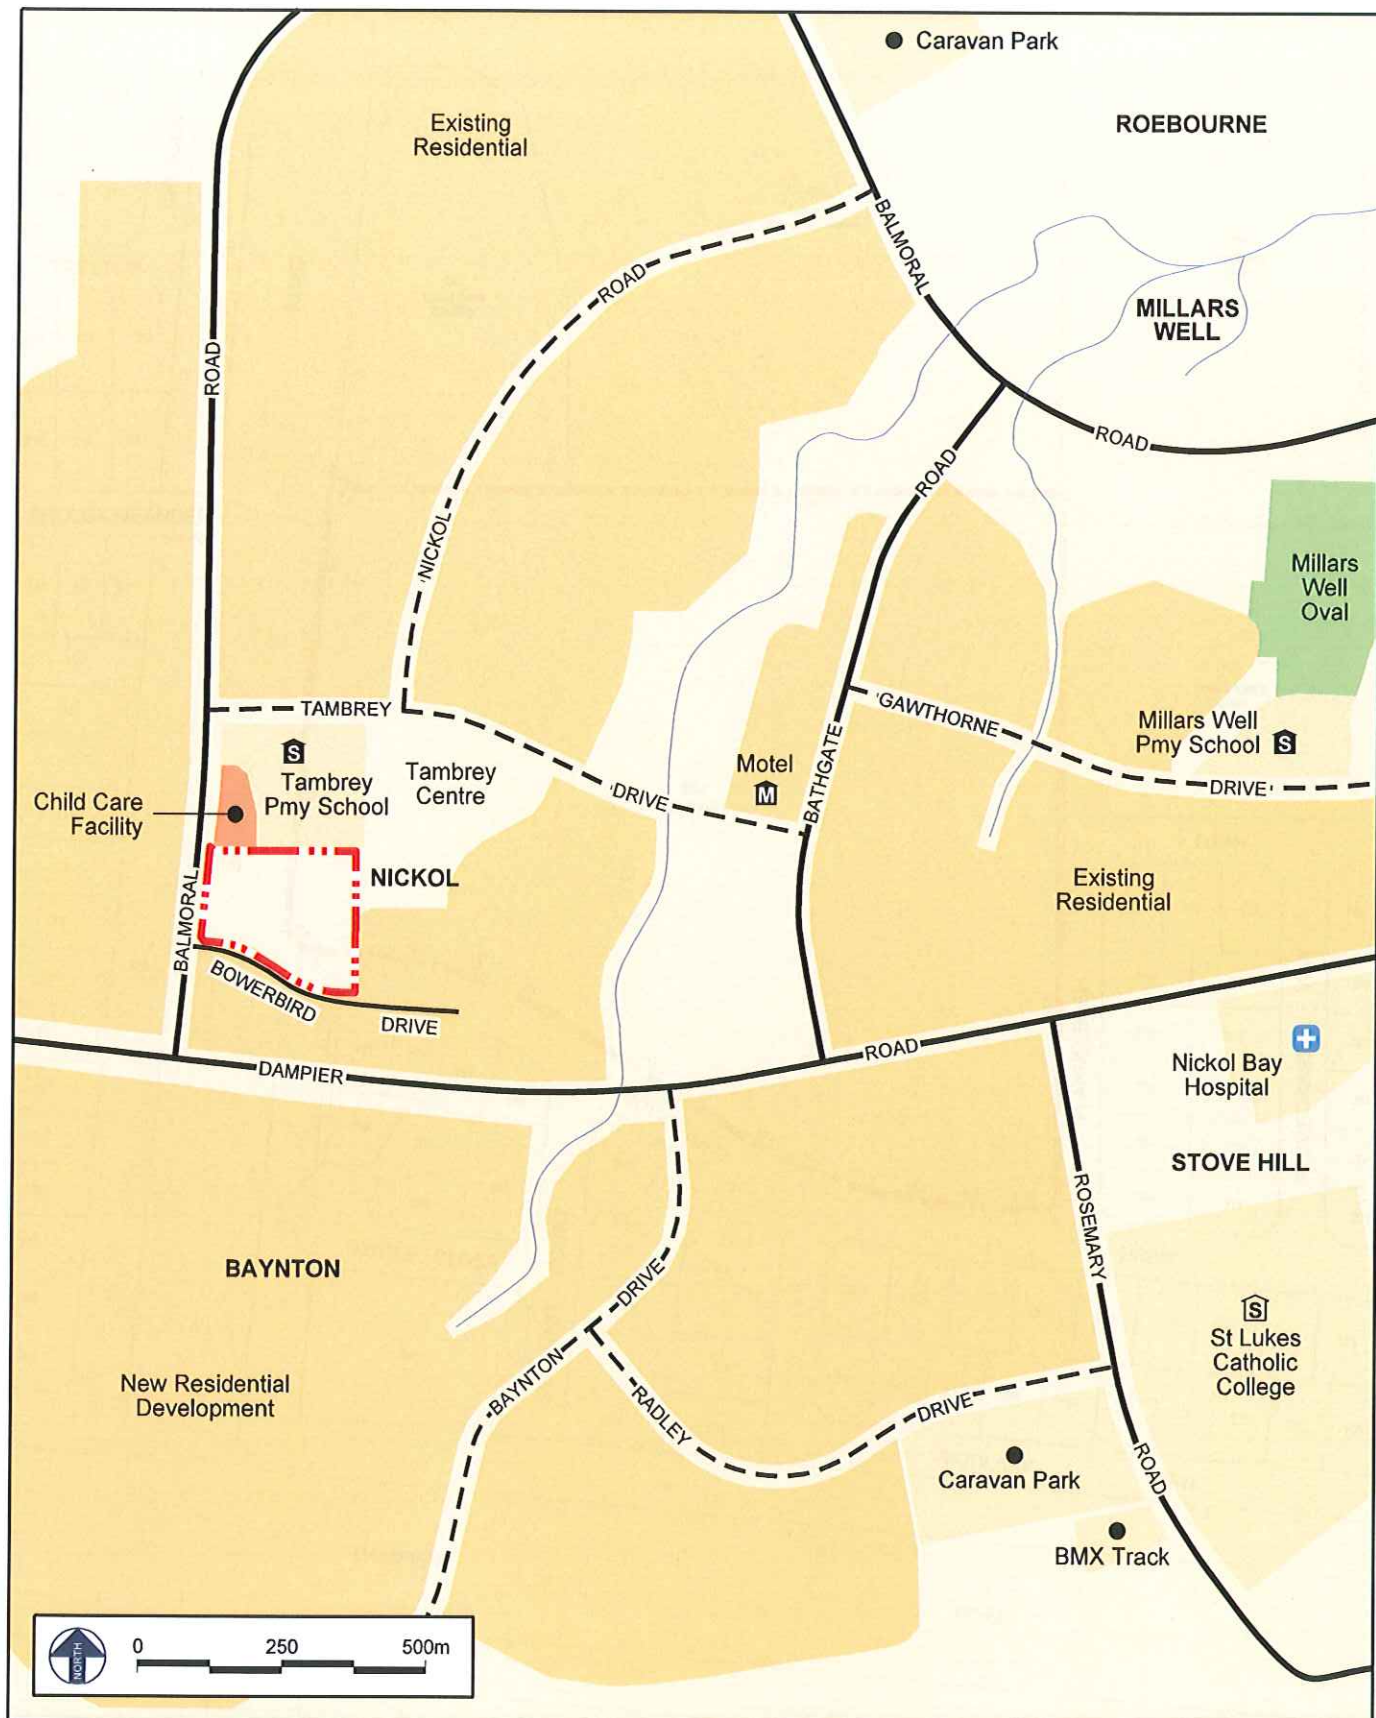 Caravan Park
ROEBOURNE
Existing
Residential
BALMORAL
ROAD
MILLARS
WELL
ROAD
ROAD
ROAD
NICKOL
Millars
Well
Oval
TAMBREY
GAWTHORNE
Millars Well
Pmy School S
DRIVE
S
Tambrey
Pmy School
Tambrey
Centre
DRIVE
Motel
M
BATHGATE
Child Care
Facility
NICKOL
BALMORAL
Existing
Residential
BOWERBIRD
DRIVE
DAMPIER
ROAD
Nickol Bay
Hospital
STOVE HILL
ROSEMARY
BAYNTON
DRIVE
S
St Lukes
Catholic
College
New Residential
Development
BAYNTON
RADLEY
DRIVE
ROAD
Caravan Park
BMX Track
NORTH
0 250 500m